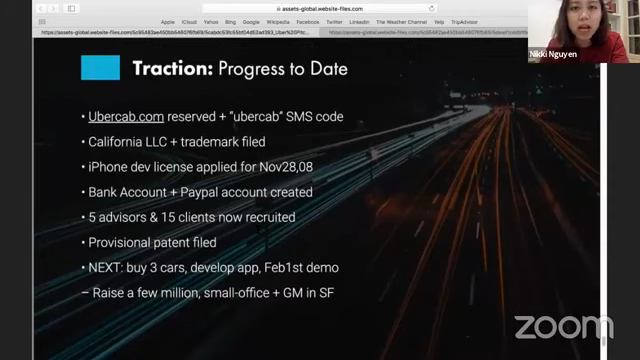 assets-global.website-files.com
Apple
iCloud
Yahoo
Bing
Google
Wikipedia
Facebook
Twitter
LinkedIn
The Weather Channel
Yelp
TripAdvisor
Nikki Nguyen
Traction: Progress to Date
• Ubercab.com reserved + "ubercab" SMS code
• California LLC + trademark filed
• iPhone dev license applied for Nov28,08
• Bank Account + Paypal account created
• 5 advisors & 15 clients now recruited
• Provisional patent filed
• NEXT: buy 3 cars, develop app, Feb1st demo
– Raise a few million, small-office + GM in SF
zoom